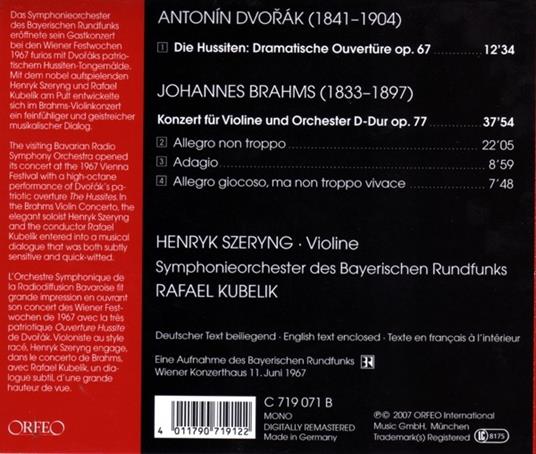 Das Symphonieorchester
des Bayerischen Rundfunks
eröffnete sein Gastkonzert
bei den Wiener Festwochen
1967 furios mit Dvořáks patrio-
tischem Hussiten-Tongemälde.
Mit dem nobel aufspielenden
Henryk Szeryng und Rafael
Kubelík am Pult entwickelte
sich im Brahms-Violinkonzert
ein feinfühliger und geistreicher
musikalischer Dialog.
The visiting Bavarian Radio
Symphony Orchestra opened
its concert at the 1967 Vienna
Festival with a high-octane
performance of Dvořák's pa-
triotic overture The Hussites. In
the Brahms Violin Concerto, the
elegant soloist Henryk Szeryng
and the conductor Rafael
Kubelík entered into a musical
dialogue that was both subtly
sensitive and quick-witted.
L'Orchestre Symphonique de
la Radiodiffusion Bavaroise fit
grande impression en ouvrant
son concert des Wiener Fest-
wochen de 1967 avec la très
patriotique Ouverture Hussite
de Dvořák. Violoniste au style
racé, Henryk Szeryng engage,
dans le concerto de Brahms,
avec Rafael Kubelik, un dia-
logue subtil, d'une grande
hauteur de vue.
ORFEO
ANTONÍN DVOŘÁK (1841–1904)
1 Die Hussiten: Dramatische Ouvertüre op. 67 12'34
JOHANNES BRAHMS (1833–1897)
Konzert für Violine und Orchester D-Dur op. 77 37'54
2 Allegro non troppo 22'05
3 Adagio 8'59
4 Allegro giocoso, ma non troppo vivace 7'48
HENRYK SZERYNG · Violine
Symphonieorchester des Bayerischen Rundfunks
RAFAEL KUBELIK
Deutscher Text beiliegend · English text enclosed · Texte en français à l'intérieur
Eine Aufnahme des Bayerischen Rundfunks
Wiener Konzerthaus 11. Juni 1967
4 011790 719122
C 719 071 B
MONO
DIGITALLY REMASTERED
Made in Germany
℗© 2007 ORFEO International
Music GmbH, München
Trademark(s) Registered LC 8175